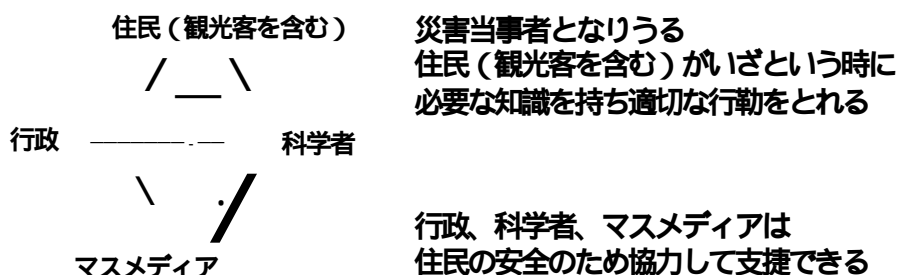 住民（観光客を含む）
行政
科学者
マスメディア
災害当事者となりうる
住民（観光客を含む）がいざという時に
必要な知識を持ち適切な行勒をとれる
行政、科学者、マスメディアは
住民の安全のため協力して支捷できる